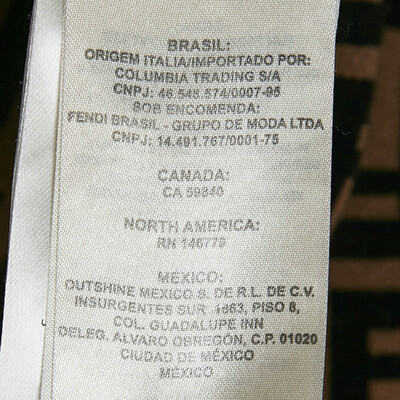 BRASIL:
ORIGEM ITALIA/IMPORTADO POR:
COLUMBIA TRADING S/A
CNPJ: 46.548.574/0007-95
SOB ENCOMENDA:
FENDI BRASIL - GRUPO DE MODA LTDA
CNPJ: 14.491.767/0001-75
CANADA:
CA 59840
NORTH AMERICA:
RN 146779
MEXICO:
OUTSHINE MEXICO S. DE R.L. DE C.V.
INSURGENTES SUR 1863, PISO 8,
COL. GUADALUPE INN
DELEG. ALVARO OBREGÓN, C.P. 01020
CIUDAD DE MÉXICO
MÉXICO